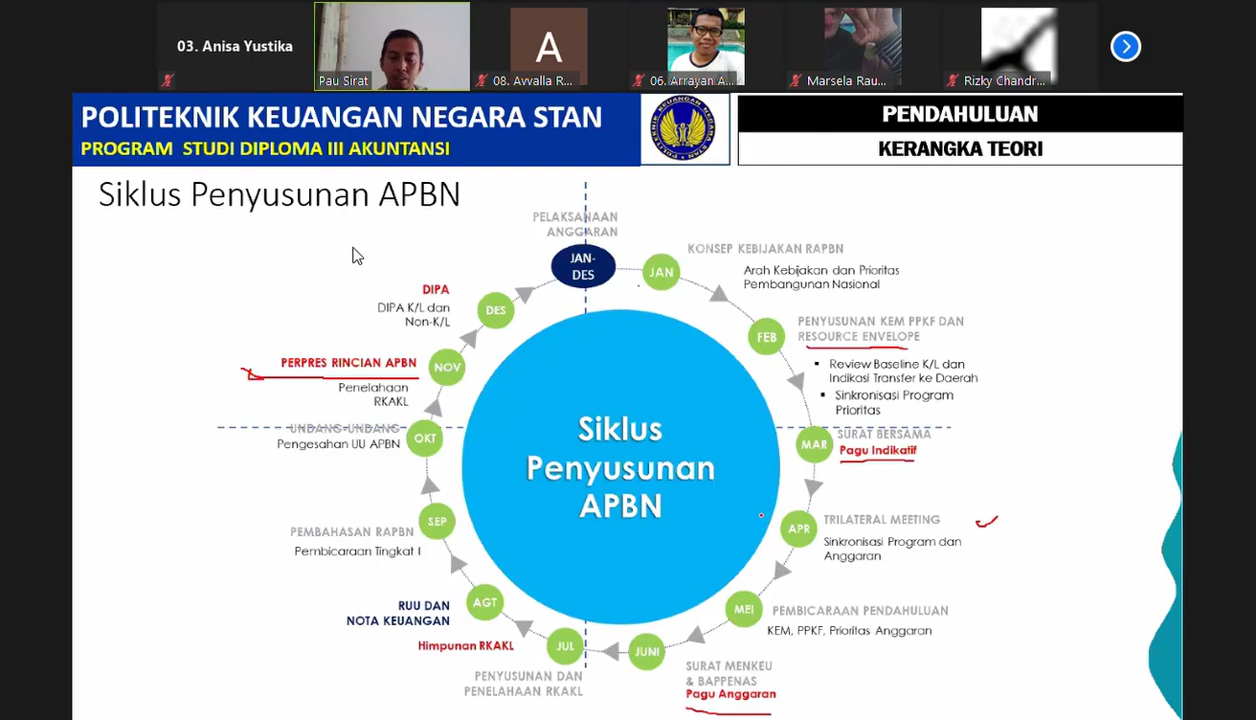 03. Anisa Yustika
Pau Sirat
A
08. Avvalla R...
06. Arrayan A...
Marsela Rau...
Rizky Chandr...
POLITEKNIK KEUANGAN NEGARA STAN
PROGRAM STUDI DIPLOMA III AKUNTANSI
POLITEKNIK KEUANGAN NEGARA STAN
PENDAHULUAN
KERANGKA TEORI
Siklus Penyusunan APBN
PELAKSANAAN
ANGGARAN
JAN-
DES
JAN
KONSEP KEBIJAKAN RAPBN
Arah Kebijakan dan Prioritas
Pembangunan Nasional
FEB
PENYUSUNAN KEM PPKF DAN
RESOURCE ENVELOPE
▪ Review Baseline K/L dan
Indikasi Transfer ke Daerah
▪ Sinkronisasi Program
Prioritas
MAR
SURAT BERSAMA
Pagu Indikatif
APR
TRILATERAL MEETING
Sinkronisasi Program dan
Anggaran
MEI
PEMBICARAAN PENDAHULUAN
KEM, PPKF, Prioritas Anggaran
JUNI
SURAT MENKEU
& BAPPENAS
Pagu Anggaran
JUL
PENYUSUNAN DAN
PENELAHAAN RKAKL
AGT
RUU DAN
NOTA KEUANGAN
Himpunan RKAKL
SEP
PEMBAHASAN RAPBN
Pembicaraan Tingkat I
OKT
UNDANG-UNDANG
Pengesahan UU APBN
NOV
PERPRES RINCIAN APBN
Penelahaan
RKAKL
DES
DIPA
DIPA K/L dan
Non-K/L
Siklus
Penyusunan
APBN